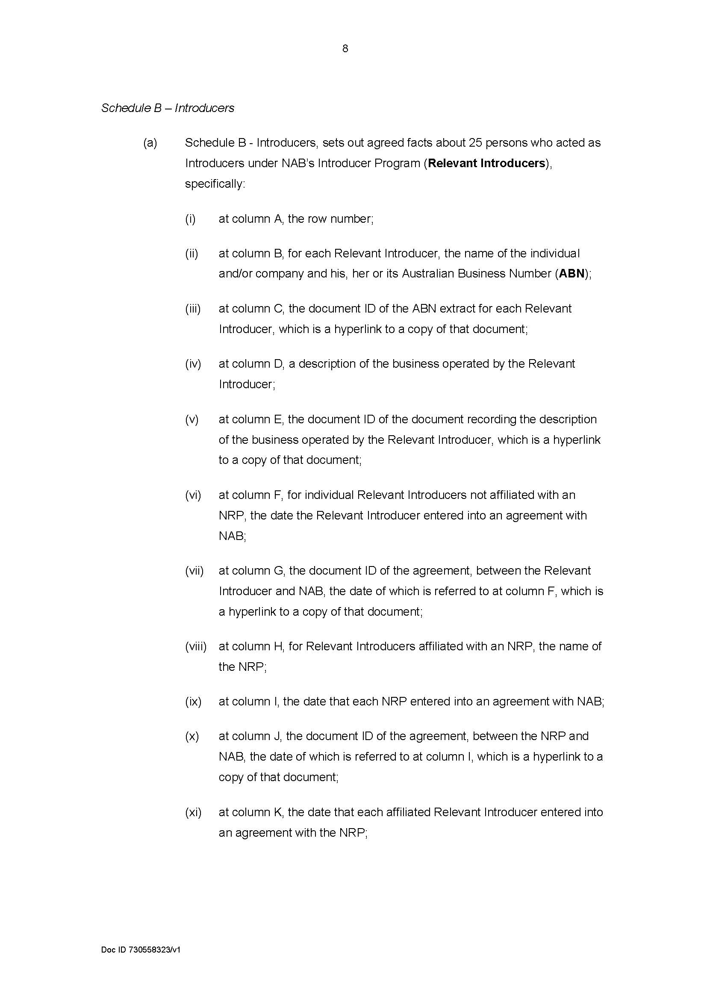 8
Schedule B – Introducers
(a) Schedule B - Introducers, sets out agreed facts about 25 persons who acted as
Introducers under NAB’s Introducer Program (Relevant Introducers),
specifically:
(i) at column A, the row number;
(ii) at column B, for each Relevant Introducer, the name of the individual
and/or company and his, her or its Australian Business Number (ABN);
(iii) at column C, the document ID of the ABN extract for each Relevant
Introducer, which is a hyperlink to a copy of that document;
(iv) at column D, a description of the business operated by the Relevant
Introducer;
(v) at column E, the document ID of the document recording the description
of the business operated by the Relevant Introducer, which is a hyperlink
to a copy of that document;
(vi) at column F, for individual Relevant Introducers not affiliated with an
NRP, the date the Relevant Introducer entered into an agreement with
NAB;
(vii) at column G, the document ID of the agreement, between the Relevant
Introducer and NAB, the date of which is referred to at column F, which is
a hyperlink to a copy of that document;
(viii) at column H, for Relevant Introducers affiliated with an NRP, the name of
the NRP;
(ix) at column I, the date that each NRP entered into an agreement with NAB;
(x) at column J, the document ID of the agreement, between the NRP and
NAB, the date of which is referred to at column I, which is a hyperlink to a
copy of that document;
(xi) at column K, the date that each affiliated Relevant Introducer entered into
an agreement with the NRP;
Doc ID 730558323/v1